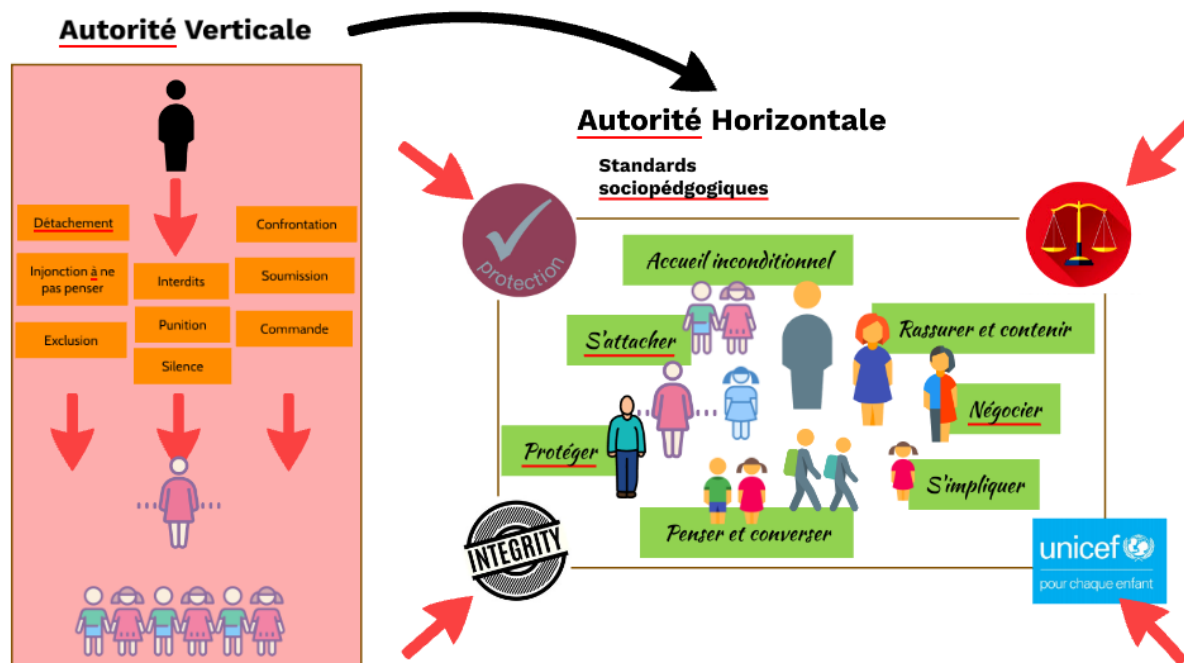 Autorité Verticale
Détachement
Confrontation
Injonction à ne
pas penser
Interdits
Soumission
Exclusion
Punition
Commande
Silence
Autorité Horizontale
Standards
sociopédgogiques
protection
Accueil inconditionnel
S'attacher
Rassurer et contenir
Négocier
Protéger
S'impliquer
Penser et converser
INTEGRITY
unicef
pour chaque enfant